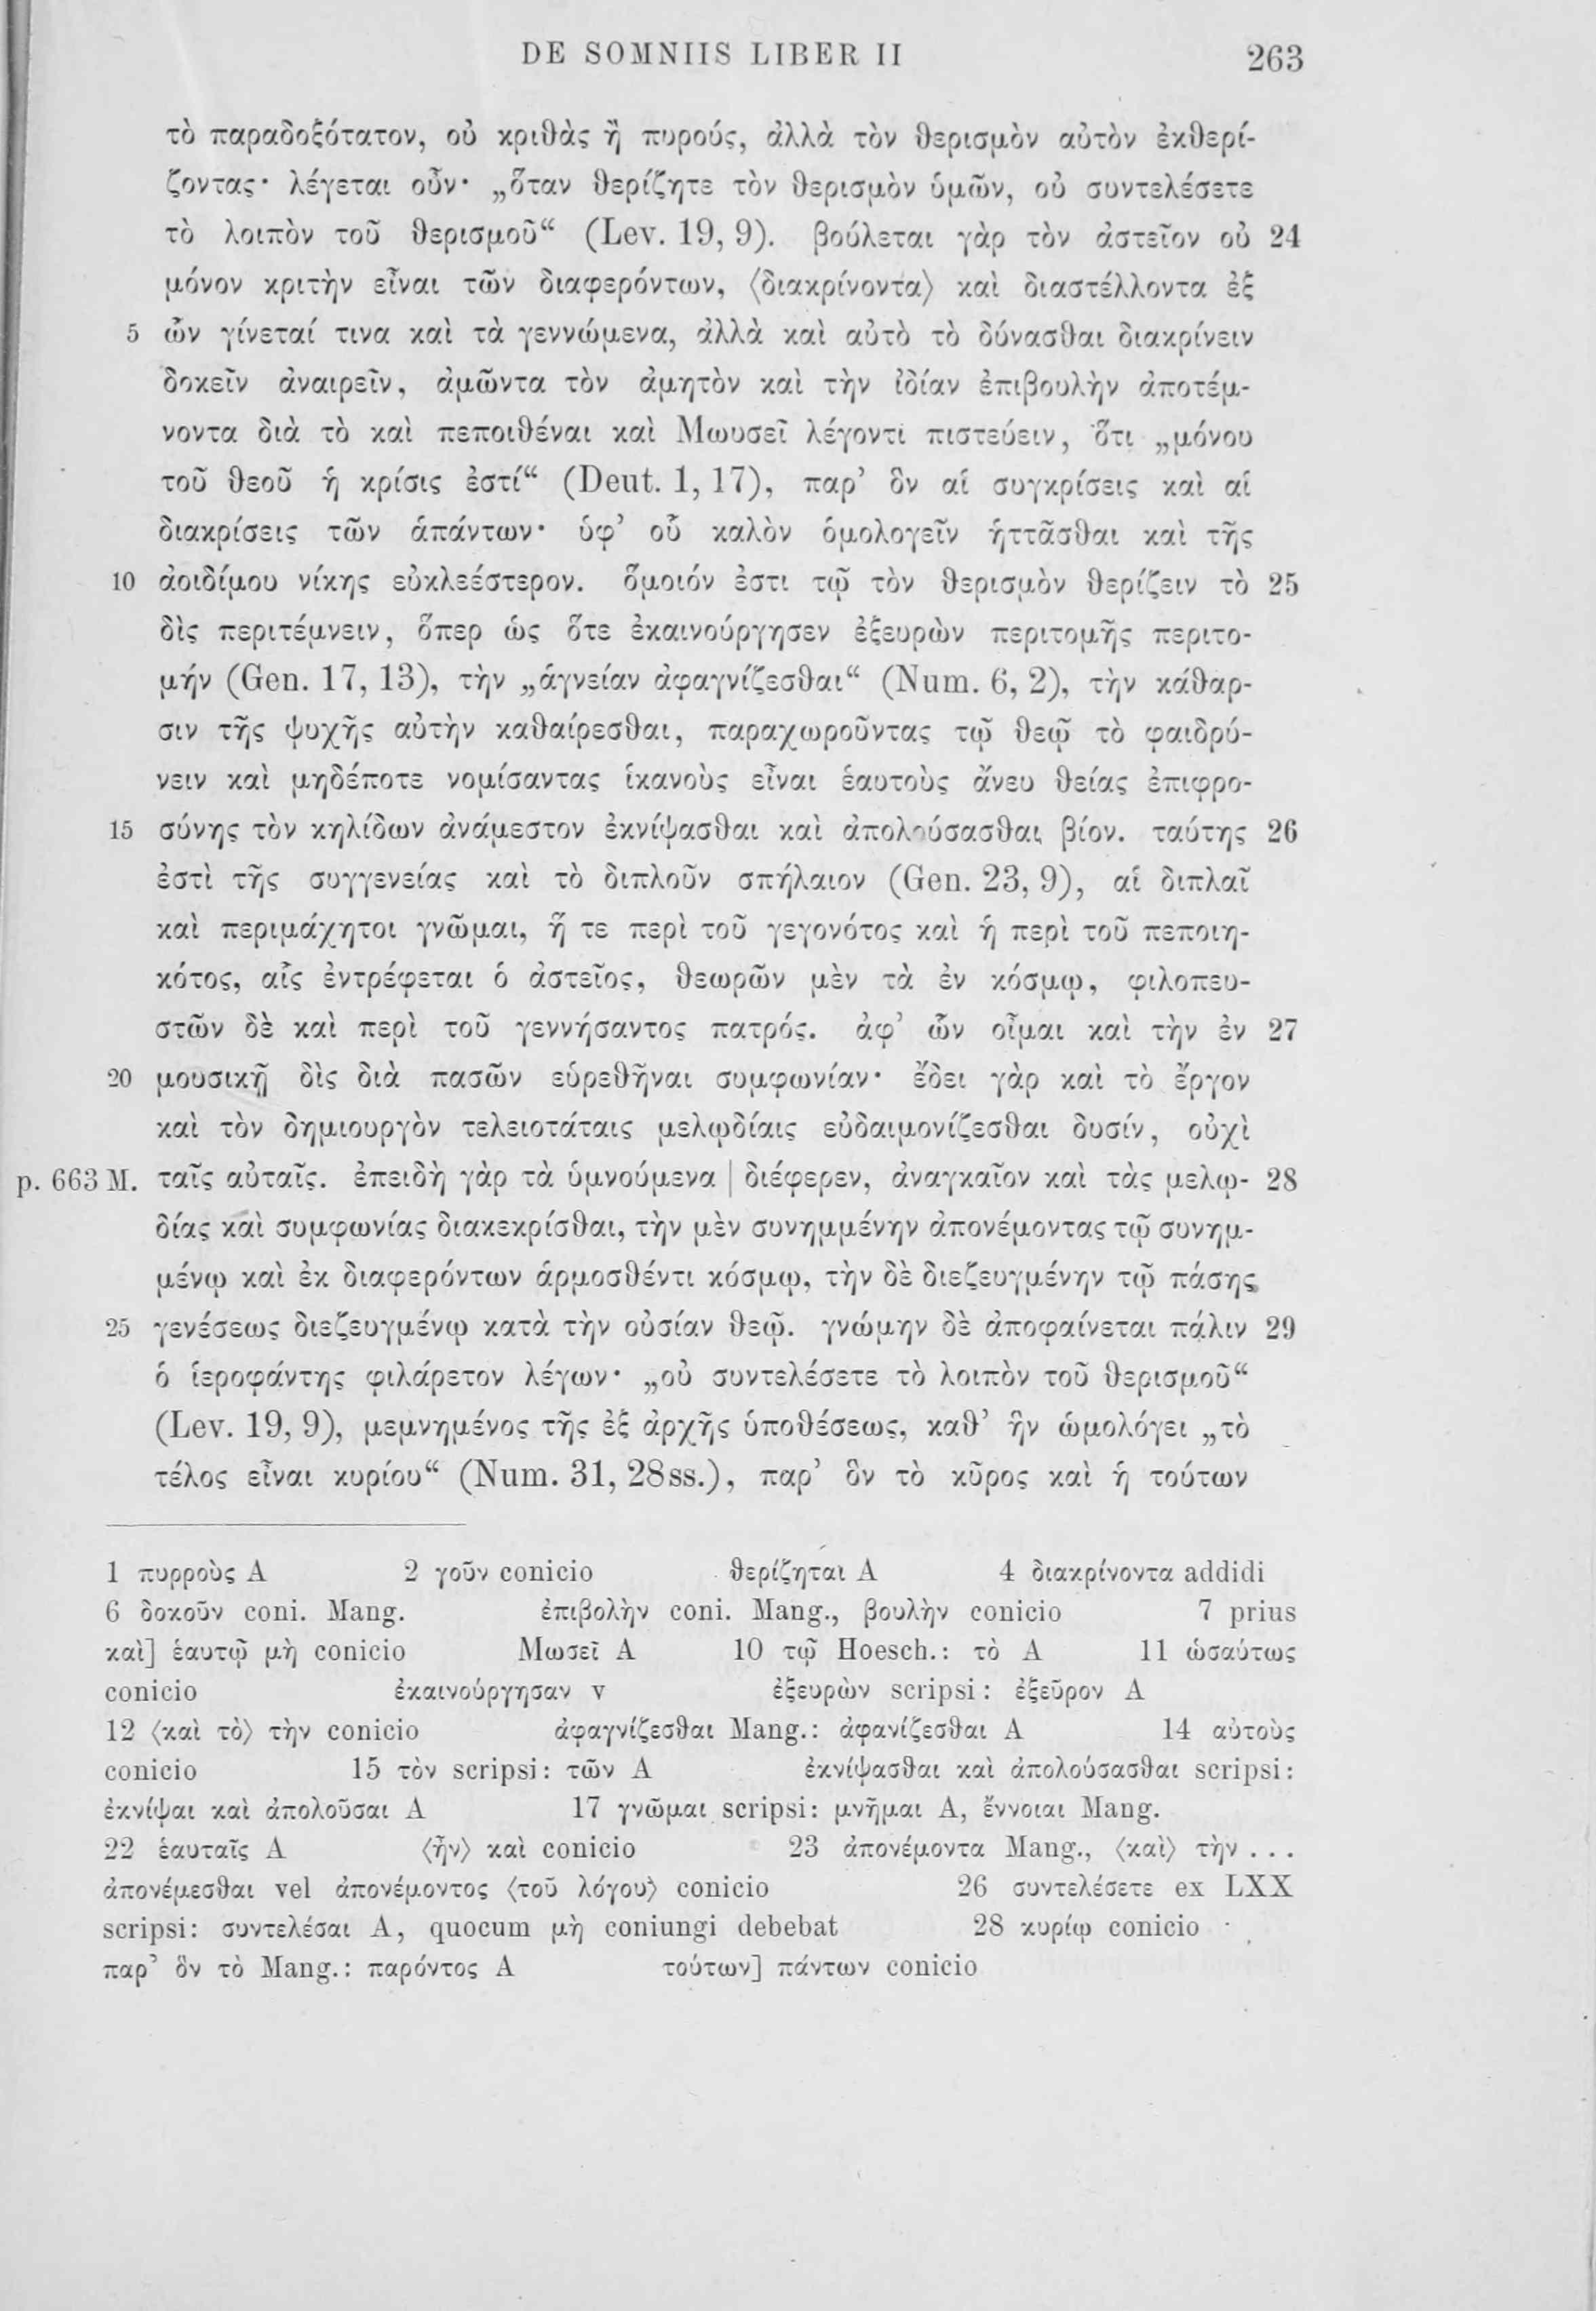 DE SOMNIIS LIBER II 263
τὸ παραδοξότατον, οὐ κριθὰς ἢ πυρούς, ἀλλὰ τὸν θερισμὸν αὐτὸν ἐκθερί-
ζοντας· λέγεται οὖν· „ὅταν θερίζητε τὸν θερισμὸν ὑμῶν, οὐ συντελέσετε
τὸ λοιπὸν τοῦ θερισμοῦ“ (Lev. 19, 9). βούλεται γὰρ τὸν ἀστεῖον οὐ 24
μόνον κριτὴν εἶναι τῶν διαφερόντων, ⟨διακρίνοντα⟩ καὶ διαστέλλοντα ἐξ
5 ὧν γίνεταί τινα καὶ τὰ γεννώμενα, ἀλλὰ καὶ αὐτὸ τὸ δύνασθαι διακρίνειν
δοκεῖν ἀναιρεῖν, ἀμῶντα τὸν ἀμητὸν καὶ τὴν ἰδίαν ἐπιβουλὴν ἀποτέμ-
νοντα διὰ τὸ καὶ πεποιθέναι καὶ Μωυσεῖ λέγοντι πιστεύειν, ὅτι „μόνου
τοῦ θεοῦ ἡ κρίσις ἐστί“ (Deut. 1, 17), παρ’ ὃν αἱ συγκρίσεις καὶ αἱ
διακρίσεις τῶν ἁπάντων· ὑφ’ οὗ καλὸν ὁμολογεῖν ἡττᾶσθαι καὶ τῆς
10 ἀοιδίμου νίκης εὐκλεέστερον. ὅμοιόν ἐστι τῷ τὸν θερισμὸν θερίζειν τὸ 25
δὶς περιτέμνειν, ὅπερ ὡς ὅτε ἐκαινούργησεν ἐξευρὼν περιτομῆς περιτο-
μήν (Gen. 17, 13), τὴν „ἁγνείαν ἀφαγνίζεσθαι“ (Num. 6, 2), τὴν κάθαρ-
σιν τῆς ψυχῆς αὐτὴν καθαίρεσθαι, παραχωροῦντας τῷ θεῷ τὸ φαιδρύ-
νειν καὶ μηδέποτε νομίσαντας ἱκανοὺς εἶναι ἑαυτοὺς ἄνευ θείας ἐπιφρο-
15 σύνης τὸν κηλίδων ἀνάμεστον ἐκνίψασθαι καὶ ἀπολούσασθαι βίον. ταύτης 26
ἐστὶ τῆς συγγενείας καὶ τὸ διπλοῦν σπήλαιον (Gen. 23, 9), αἱ διπλαῖ
καὶ περιμάχητοι γνῶμαι, ἥ τε περὶ τοῦ γεγονότος καὶ ἡ περὶ τοῦ πεποιη-
κότος, αἷς ἐντρέφεται ὁ ἀστεῖος, θεωρῶν μὲν τὰ ἐν κόσμῳ, φιλοπευ-
στῶν δὲ καὶ περὶ τοῦ γεννήσαντος πατρός. ἀφ’ ὧν οἶμαι καὶ τὴν ἐν 27
20 μουσικῇ δὶς διὰ πασῶν εὑρεθῆναι συμφωνίαν· ἔδει γὰρ καὶ τὸ ἔργον
καὶ τὸν δημιουργὸν τελειοτάταις μελῳδίαις εὐδαιμονίζεσθαι δυσίν, οὐχὶ
p. 663 M. ταῖς αὐταῖς. ἐπειδὴ γὰρ τὰ ὑμνούμενα | διέφερεν, ἀναγκαῖον καὶ τὰς μελῳ- 28
δίας καὶ συμφωνίας διακεκρίσθαι, τὴν μὲν συνημμένην ἀπονέμοντας τῷ συνημ-
μένῳ καὶ ἐκ διαφερόντων ἁρμοσθέντι κόσμῳ, τὴν δὲ διεζευγμένην τῷ πάσης
25 γενέσεως διεζευγμένῳ κατὰ τὴν οὐσίαν θεῷ. γνώμην δὲ ἀποφαίνεται πάλιν 29
ὁ ἱεροφάντης φιλάρετον λέγων· „οὐ συντελέσετε τὸ λοιπὸν τοῦ θερισμοῦ“
(Lev. 19, 9), μεμνημένος τῆς ἐξ ἀρχῆς ὑποθέσεως, καθ’ ἣν ὡμολόγει „τὸ
τέλος εἶναι κυρίου“ (Num. 31, 28 ss.), παρ’ ὃν τὸ κῦρος καὶ ἡ τούτων
1 πυρροὺς A 2 γοῦν conicio θερίζηται A 4 διακρίνοντα addidi
6 δοκοῦν coni. Mang. ἐπιβολὴν coni. Mang., βουλὴν conicio 7 prius
καὶ] ἑαυτῷ μὴ conicio Μωσεῖ A 10 τῷ Hoesch.: τὸ A 11 ὡσαύτως
conicio ἐκαινούργησαν v ἐξευρὼν scripsi: ἐξεῦρον A
12 ⟨καὶ τὸ⟩ τὴν conicio ἀφαγνίζεσθαι Mang.: ἀφανίζεσθαι A 14 αὐτοὺς
conicio 15 τὸν scripsi: τῶν A ἐκνίψασθαι καὶ ἀπολούσασθαι scripsi:
ἐκνίψαι καὶ ἀπολοῦσαι A 17 γνῶμαι scripsi: μνῆμαι A, ἔννοιαι Mang.
22 ἑαυταῖς A ⟨ἦν⟩ καὶ conicio 23 ἀπονέμοντα Mang., ⟨καὶ⟩ τὴν . . .
ἀπονέμεσθαι vel ἀπονέμοντος ⟨τοῦ λόγου⟩ conicio 26 συντελέσετε ex LXX
scripsi: συντελέσαι A, quocum μὴ coniungi debebat 28 κυρίῳ conicio
παρ’ ὃν τὸ Mang.: παρόντος A τούτων] πάντων conicio